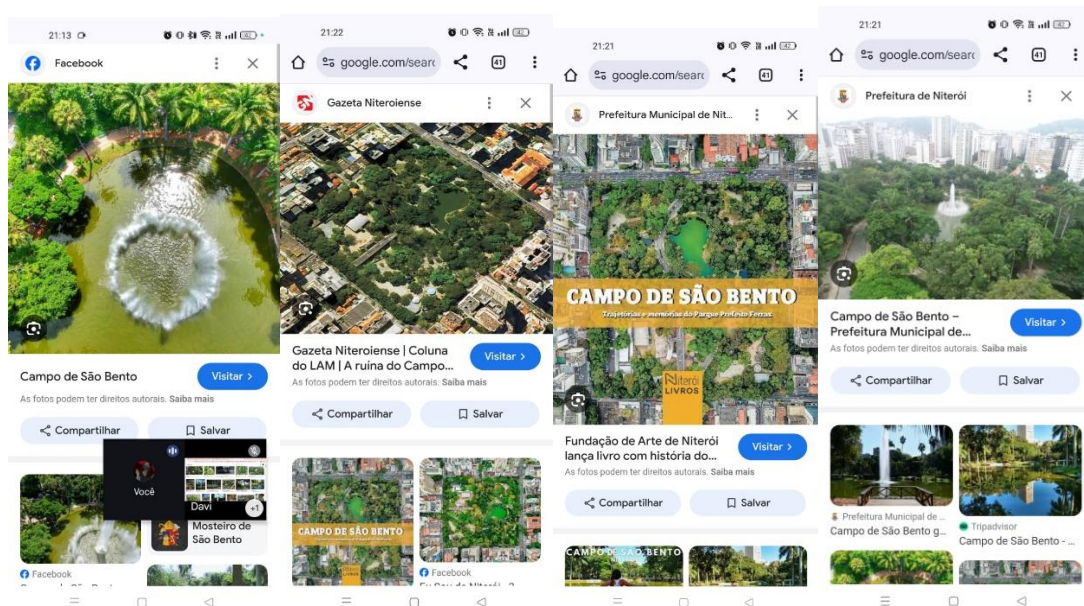 21:13
Facebook
Campo de São Bento
Visitar >
As fotos podem ter direitos autorais. Saiba mais
Compartilhar
Salvar
Você
Davi
+1
Mosteiro de
São Bento
Facebook
21:22
google.com/searc
41
Gazeta Niteroiense
Gazeta Niteroiense | Coluna
do LAM | A ruína do Campo...
Visitar >
As fotos podem ter direitos autorais. Saiba mais
Compartilhar
Salvar
CAMPO DE SÃO BENTO
Facebook
21:21
google.com/searc
41
Prefeitura Municipal de Nit...
CAMPO DE SÃO BENTO
Trajetórias e memórias do Parque Prefeito Ferraz
Niterói
LIVROS
Fundação de Arte de Niterói
lança livro com história do...
Visitar >
As fotos podem ter direitos autorais. Saiba mais
Compartilhar
Salvar
CAMPO DE SÃO BENTO
21:21
google.com/searc
41
Prefeitura de Niterói
Campo de São Bento –
Prefeitura Municipal de...
Visitar >
As fotos podem ter direitos autorais. Saiba mais
Compartilhar
Salvar
Prefeitura Municipal de ...
Campo de São Bento g...
Tripadvisor
Campo de São Bento - ...